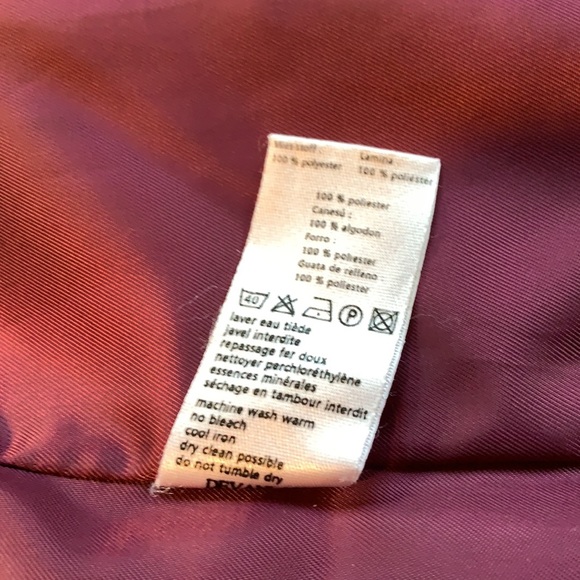 100 % polyester
Lamina
100 % poliéster
100 % poliester
Canesú :
100 % algodon
Forro :
100 % poliester
Guata de relleno
100 % poliester
40
P
laver eau tiède
javel interdite
repassage fer doux
nettoyer perchloréthylène
essences minérales
séchage en tambour interdit
machine wash warm
no bleach
cool iron
dry clean possible
do not tumble dry